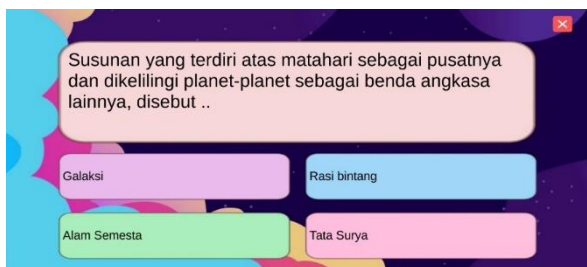 Susunan yang terdiri atas matahari sebagai pusatnya
dan dikelilingi planet-planet sebagai benda angkasa
lainnya, disebut ..
Galaksi
Rasi bintang
Alam Semesta
Tata Surya